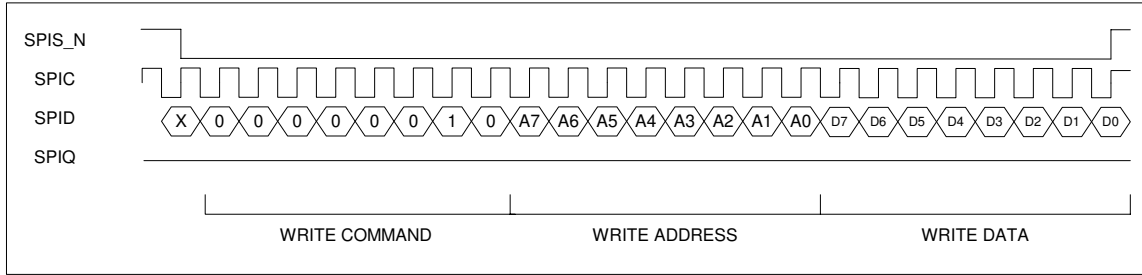 SPIS_N
SPIC
SPID X 0 0 0 0 0 0 1 0 A7 A6 A5 A4 A3 A2 A1 A0 D7 D6 D5 D4 D3 D2 D1 D0
SPIQ
WRITE COMMAND WRITE ADDRESS WRITE DATA